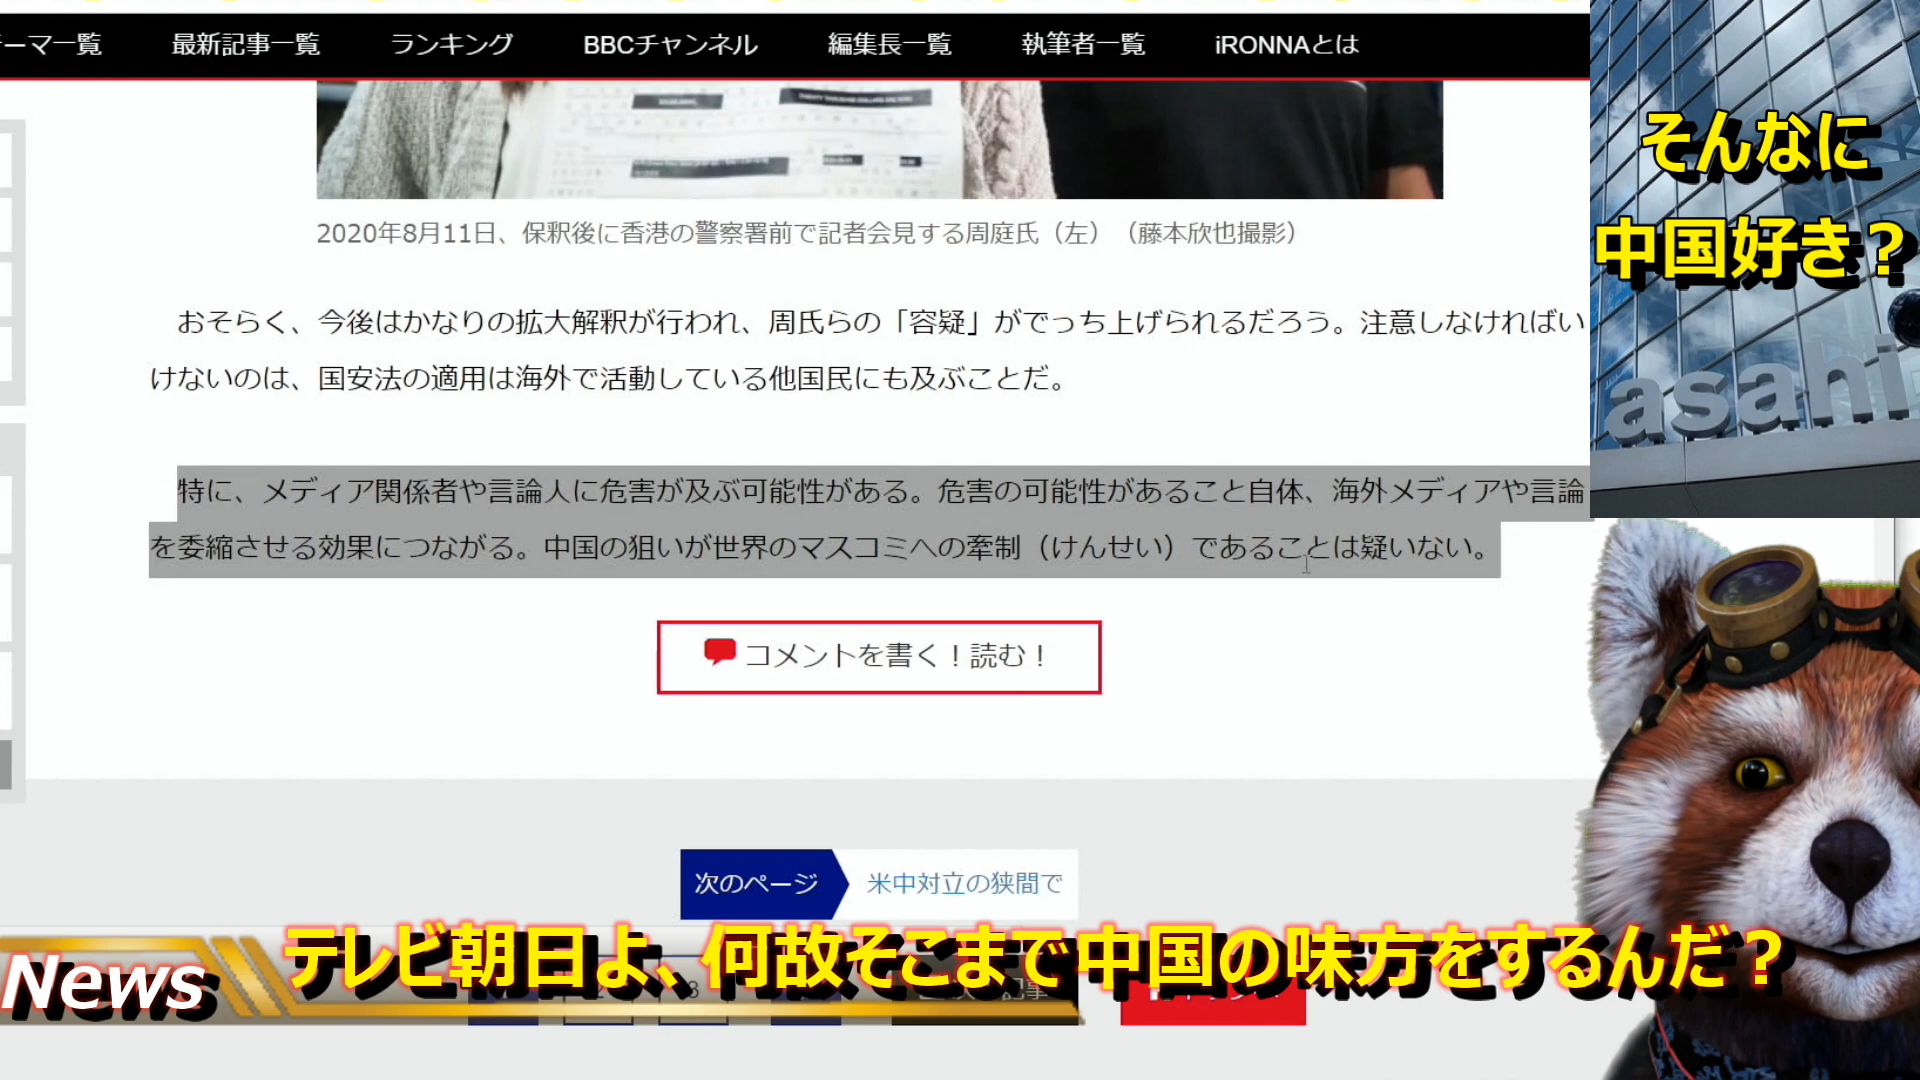 ーマ一覧 最新記事一覧 ランキング BBCチャンネル 編集長一覧 執筆者一覧 iRONNAとは
2020年8月11日、保釈後に香港の警察署前で記者会見する周庭氏（左）（藤本欣也撮影）
おそらく、今後はかなりの拡大解釈が行われ、周氏らの「容疑」がでっち上げられるだろう。注意しなければい
けないのは、国安法の適用は海外で活動している他国民にも及ぶことだ。
特に、メディア関係者や言論人に危害が及ぶ可能性がある。危害の可能性があること自体、海外メディアや言論
を委縮させる効果につながる。中国の狙いが世界のマスコミへの牽制（けんせい）であることは疑いない。
コメントを書く！読む！
次のページ 米中対立の狭間で
そんなに
中国好き？
asahi
News
テレビ朝日よ、何故そこまで中国の味方をするんだ？